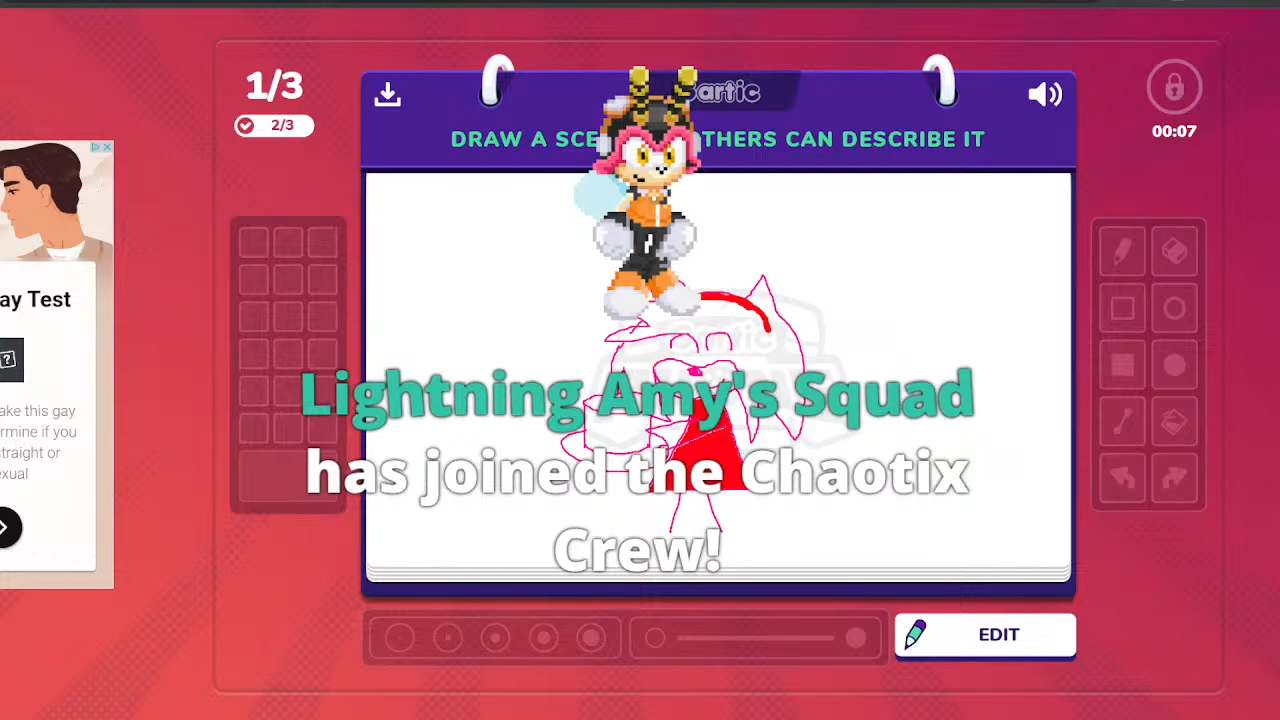 1/3
2/3
artic
DRAW A SCE THERS CAN DESCRIBE IT
00:07
ay Test
?
ake this gay
ermine if you
traight or
exual
Lightning Amy's Squad
has joined the Chaotix
Crew!
EDIT